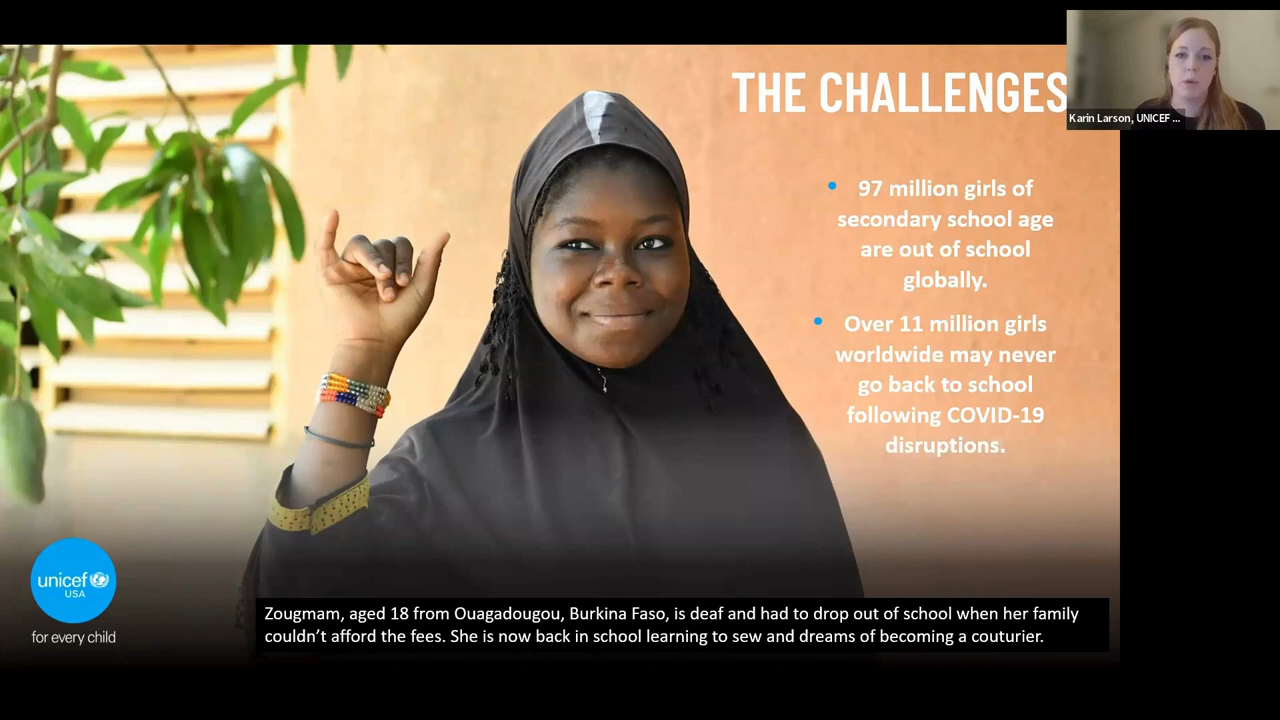 THE CHALLENGES
Karin Larson, UNICEF ...
• 97 million girls of
secondary school age
are out of school
globally.
• Over 11 million girls
worldwide may never
go back to school
following COVID-19
disruptions.
unicef
USA
for every child
Zougmam, aged 18 from Ouagadougou, Burkina Faso, is deaf and had to drop out of school when her family
couldn’t afford the fees. She is now back in school learning to sew and dreams of becoming a couturier.